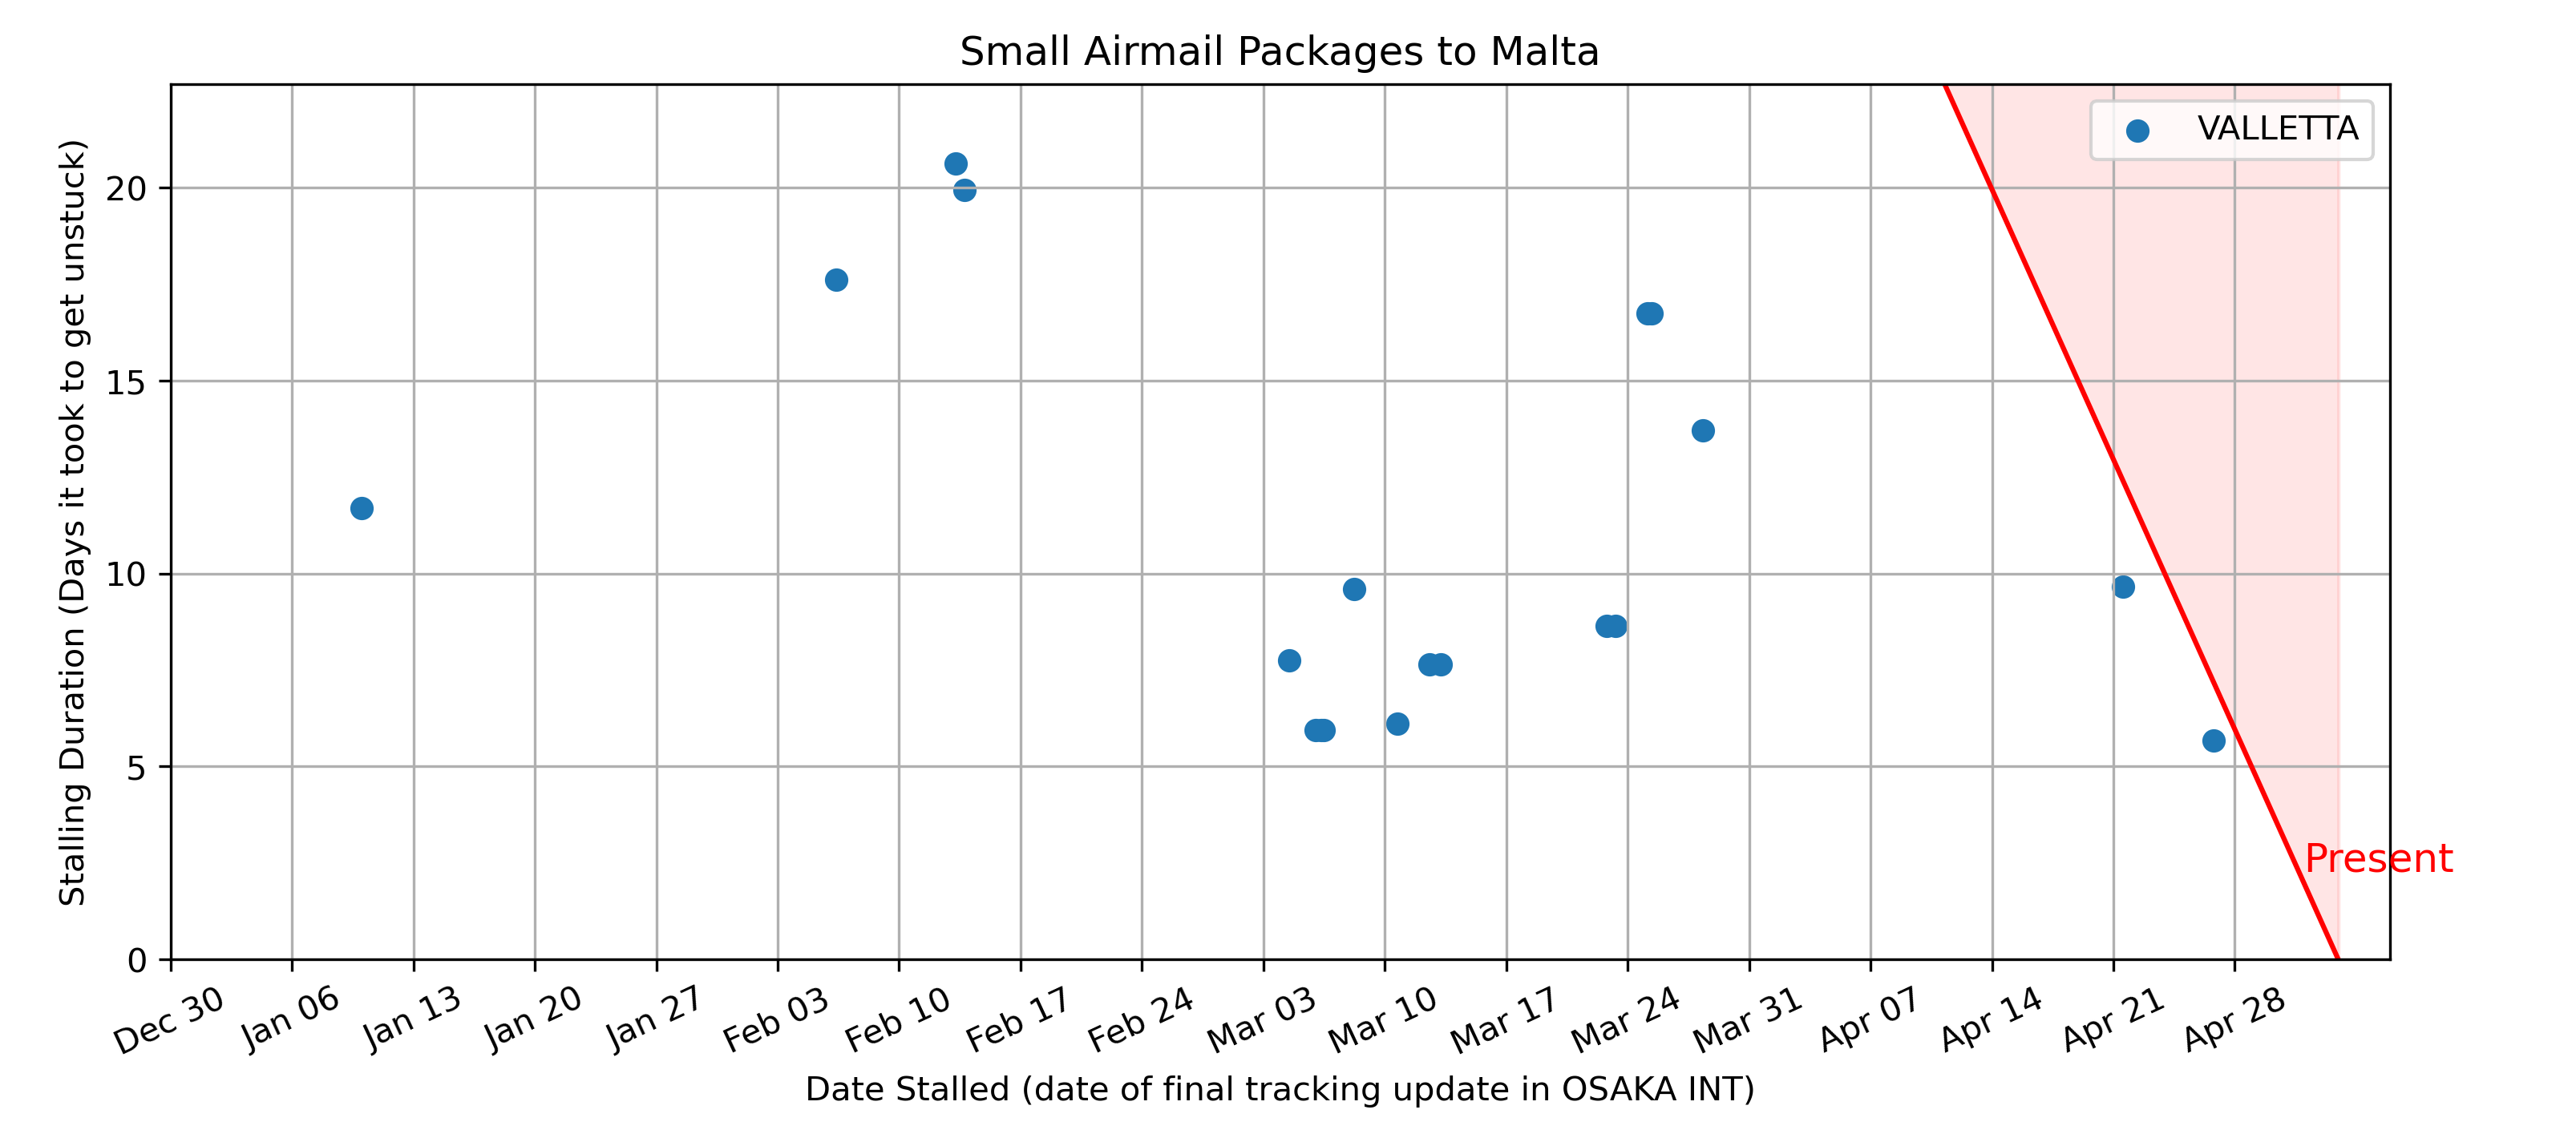 Small Airmail Packages to Malta
VALLETTA
Stalling Duration (Days it took to get unstuck)
20
15
10
5
0
Present
Dec 30
Jan 06
Jan 13
Jan 20
Jan 27
Feb 03
Feb 10
Feb 17
Feb 24
Mar 03
Mar 10
Mar 17
Mar 24
Mar 31
Apr 07
Apr 14
Apr 21
Apr 28
Date Stalled (date of final tracking update in OSAKA INT)